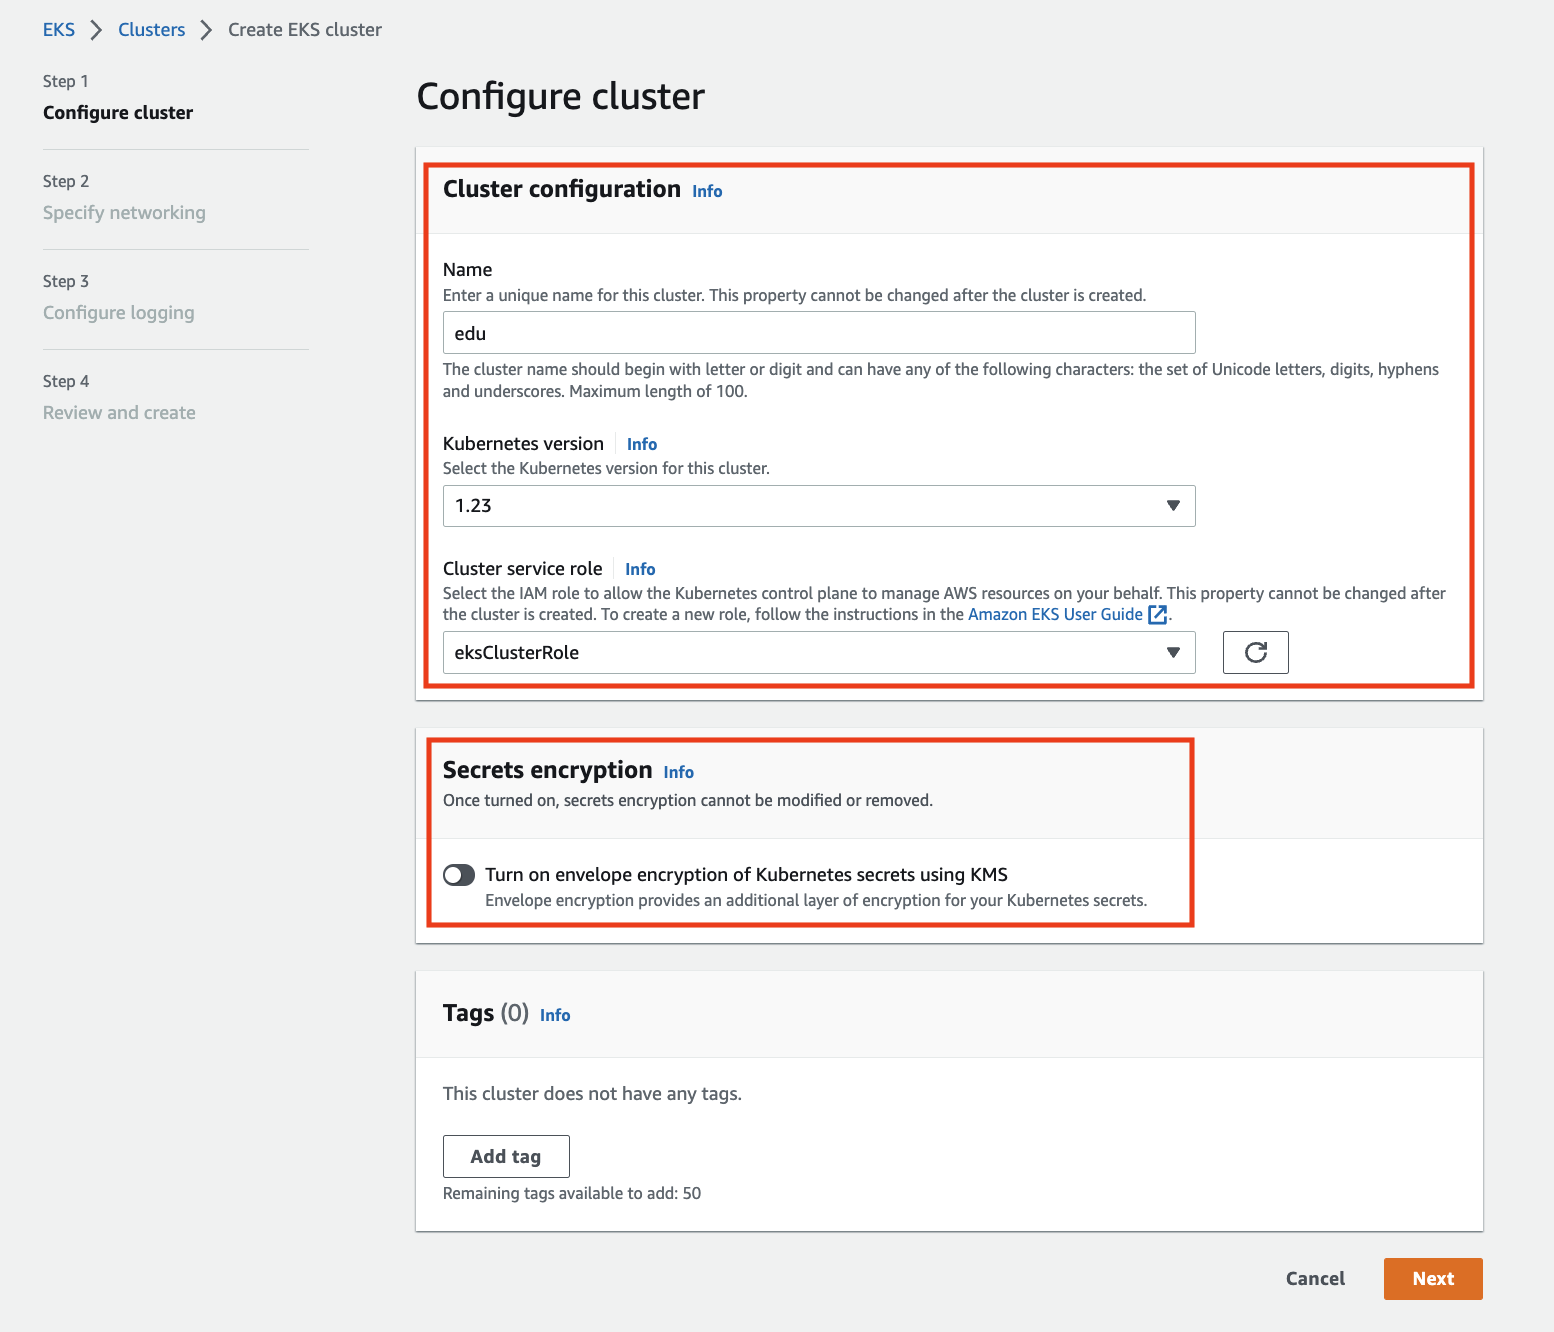 EKS > Clusters > Create EKS cluster
Step 1
Configure cluster
Step 2
Specify networking
Step 3
Configure logging
Step 4
Review and create
Configure cluster
Cluster configuration Info
Name
Enter a unique name for this cluster. This property cannot be changed after the cluster is created.
edu
The cluster name should begin with letter or digit and can have any of the following characters: the set of Unicode letters, digits, hyphens
and underscores. Maximum length of 100.
Kubernetes version Info
Select the Kubernetes version for this cluster.
1.23
Cluster service role Info
Select the IAM role to allow the Kubernetes control plane to manage AWS resources on your behalf. This property cannot be changed after
the cluster is created. To create a new role, follow the instructions in the Amazon EKS User Guide.
eksClusterRole
Secrets encryption Info
Once turned on, secrets encryption cannot be modified or removed.
Turn on envelope encryption of Kubernetes secrets using KMS
Envelope encryption provides an additional layer of encryption for your Kubernetes secrets.
Tags (0) Info
This cluster does not have any tags.
Add tag
Remaining tags available to add: 50
Cancel Next